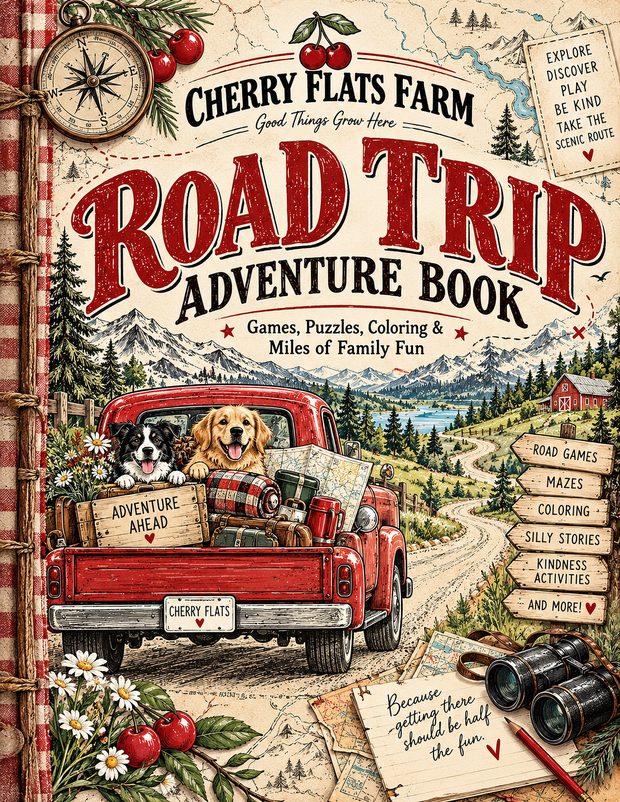 CHERRY FLATS FARM
Good Things Grow Here
ROAD TRIP
ADVENTURE BOOK
Games, Puzzles, Coloring &
Miles of Family Fun
EXPLORE
DISCOVER
PLAY
BE KIND
TAKE THE
SCENIC ROUTE
N
E
S
W
ADVENTURE
AHEAD
CHERRY FLATS
ROAD GAMES
MAZES
COLORING
SILLY STORIES
KINDNESS
ACTIVITIES
AND MORE!
Because
getting there
should be half
the fun.